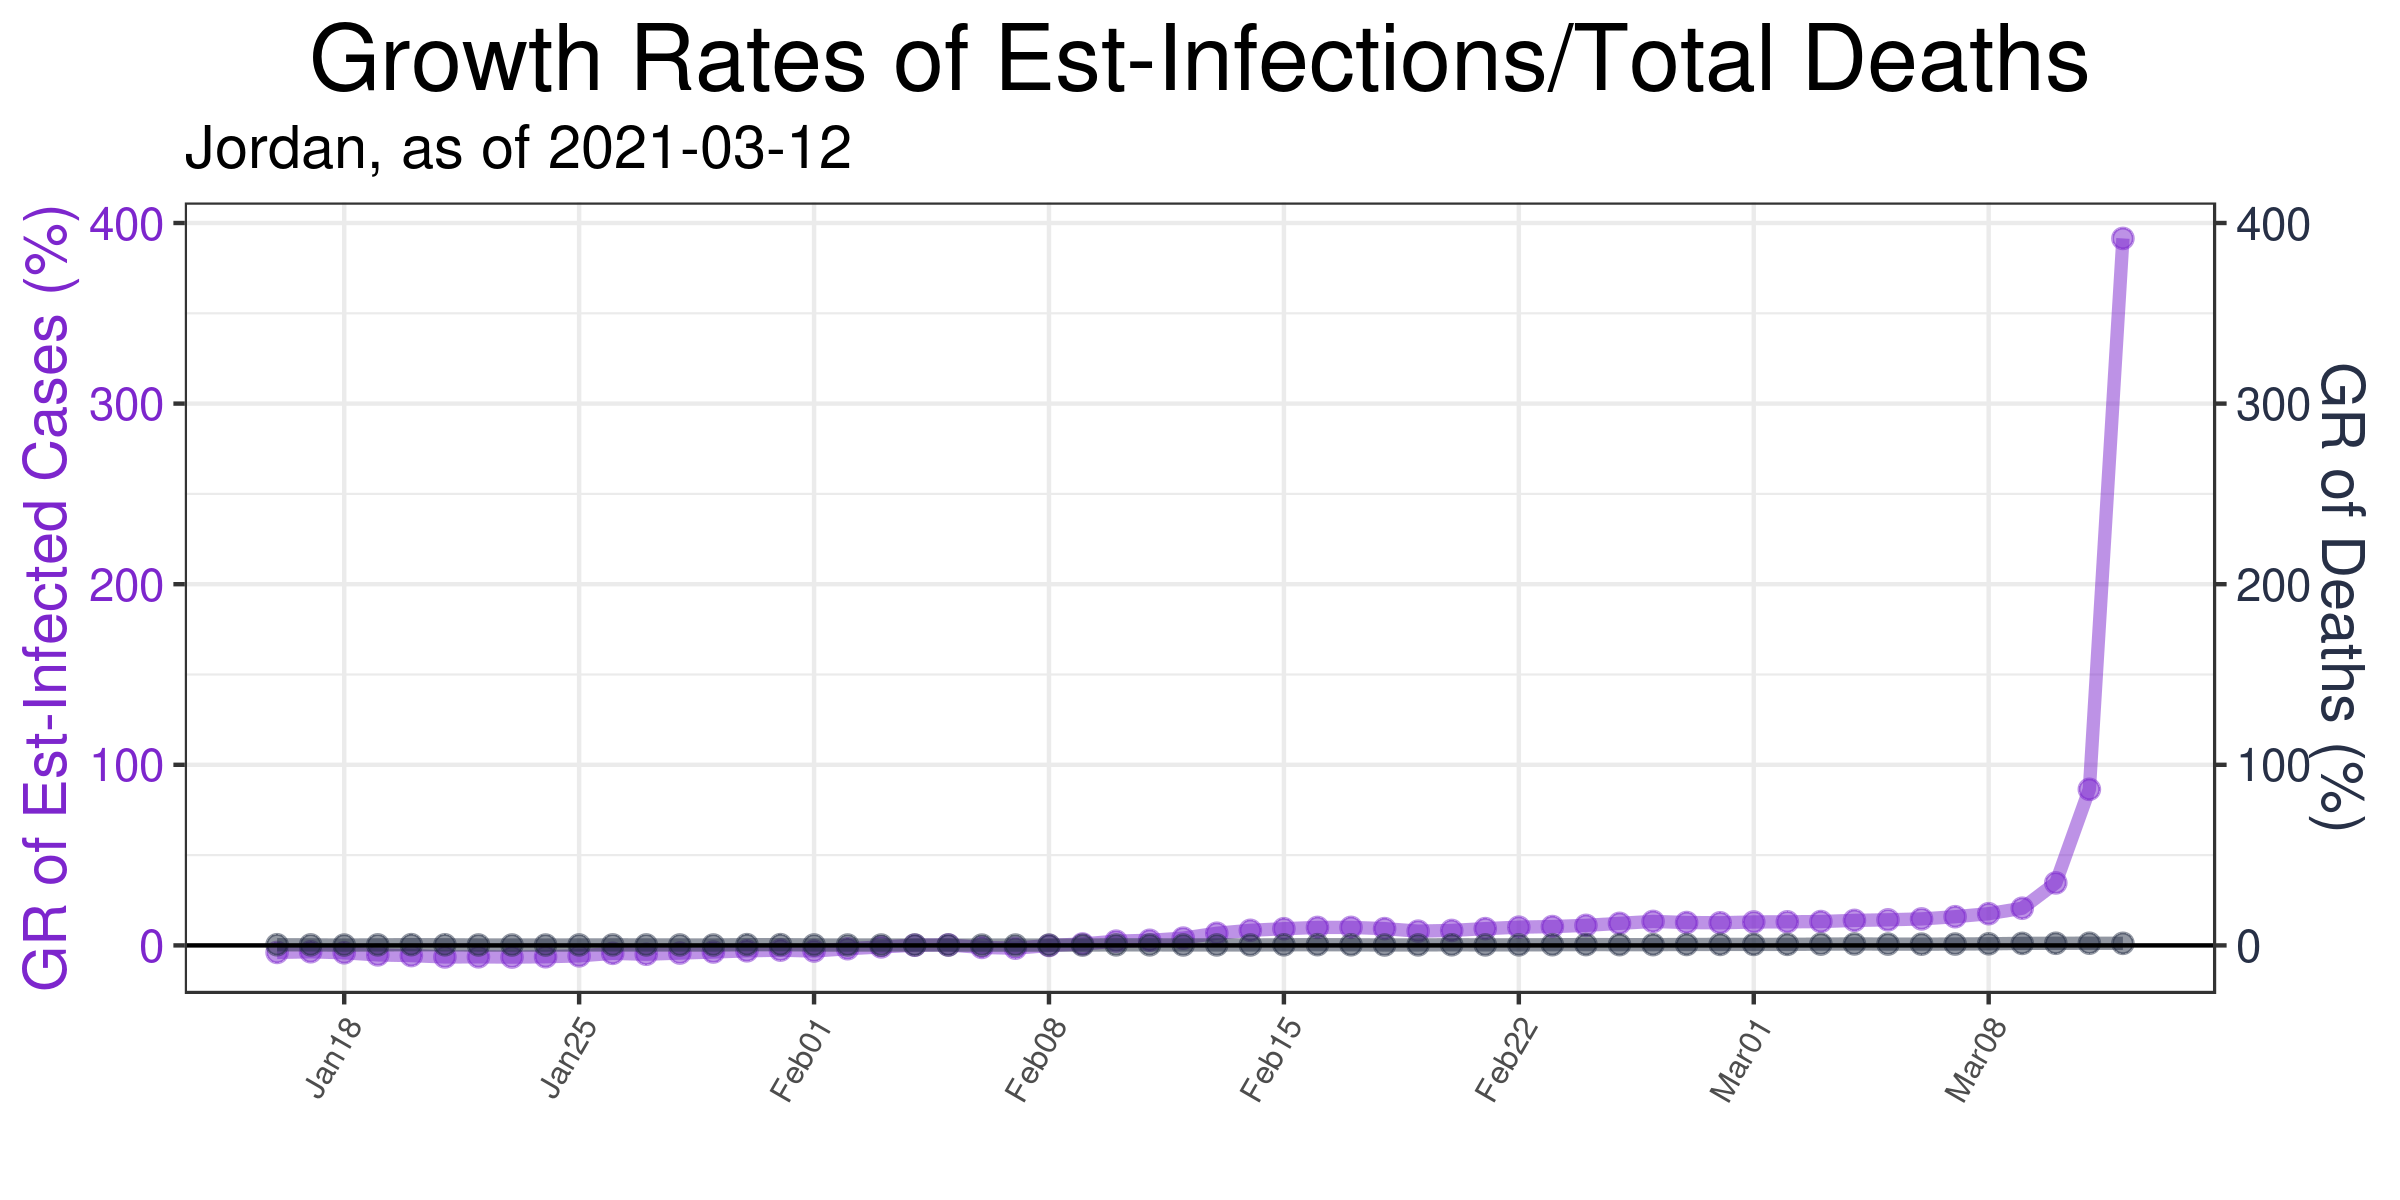 Growth Rates of Est-Infections/Total Deaths
Jordan, as of 2021-03-12
GR of Est-Infected Cases (%)
400
300
200
100
0
400
300
200
100
0
GR of Deaths (%)
Jan18
Jan25
Feb01
Feb08
Feb15
Feb22
Mar01
Mar08